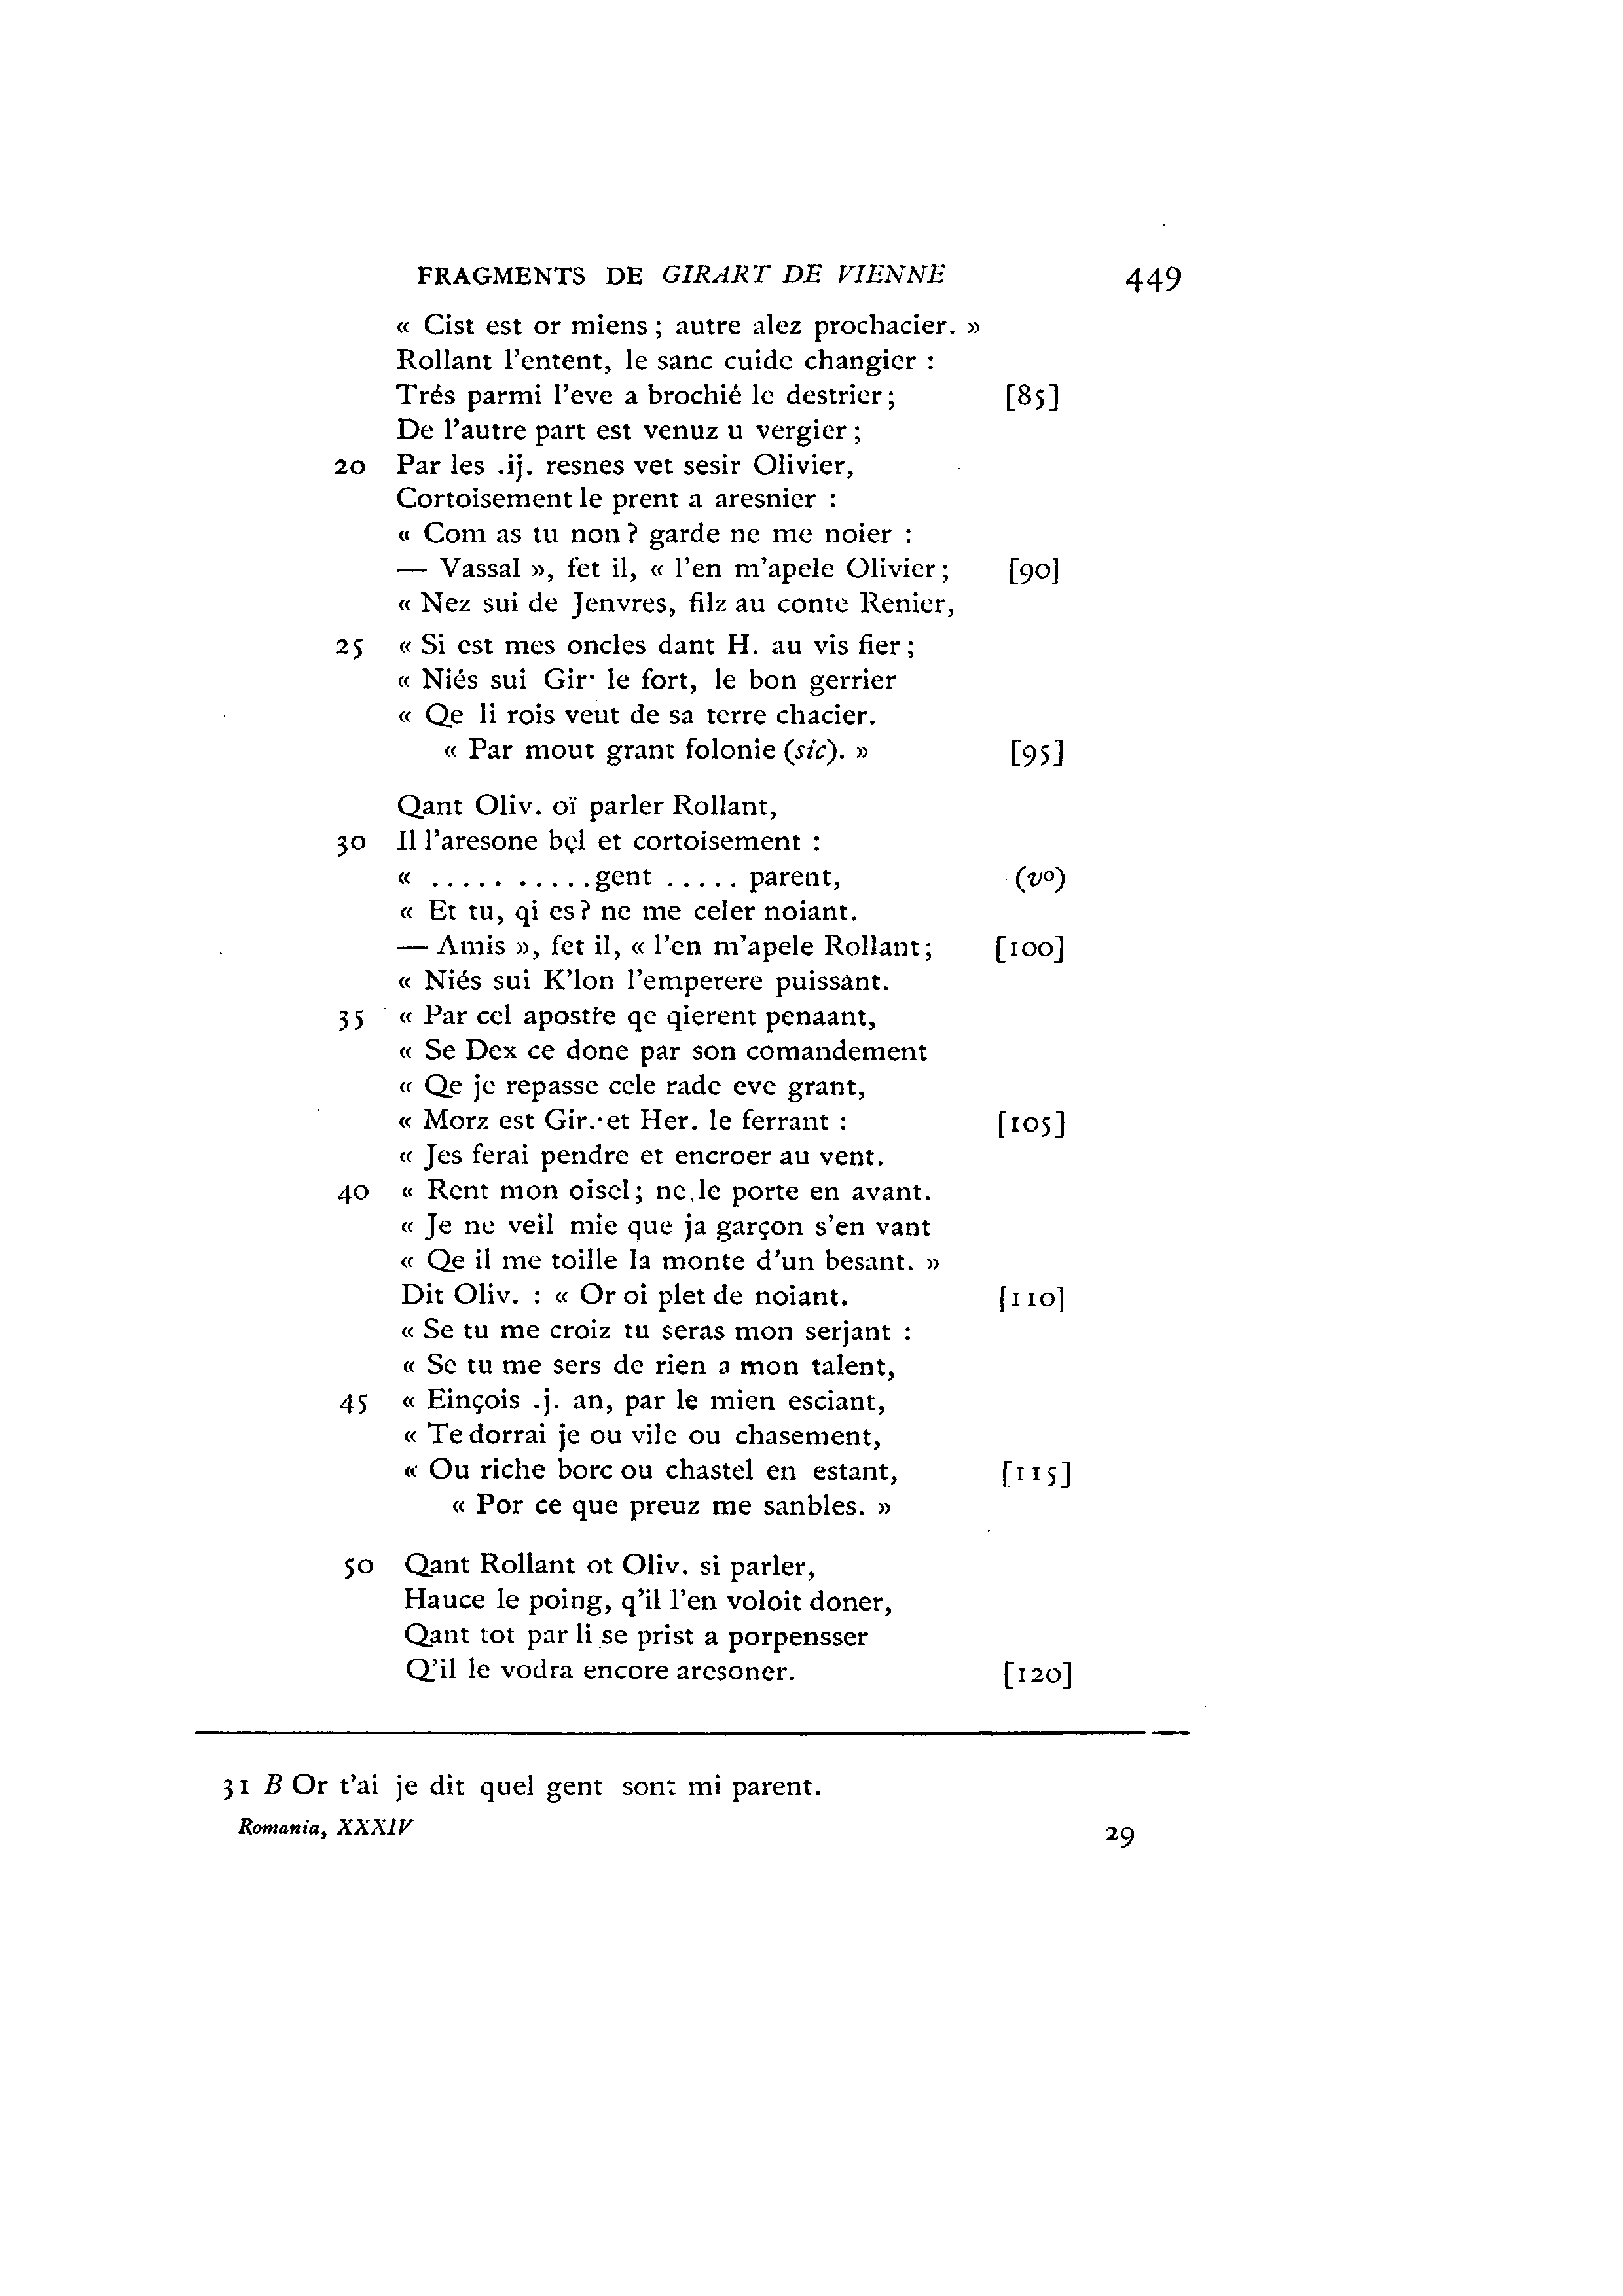 FRAGMENTS DE GIRART DE VIENNE 449
« Cist est or miens ; autre alez prochacier. »
Rollant l'entent, le sanc cuide changier :
Trés parmi l'eve a brochié le destrier ; [85]
De l'autre part est venuz u vergier ;
20 Par les .ij. resnes vet sesir Olivier,
Cortoisement le prent a aresnier :
« Com as tu non ? garde ne me noier :
— Vassal », fet il, « l'en m'apele Olivier ; [90]
« Nez sui de Jenvres, filz au conte Renier,
25 « Si est mes oncles dant H. au vis fier ;
« Niés sui Gir· le fort, le bon gerrier
« Qe li rois veut de sa terre chacier.
« Par mout grant folonie (sic). » [95]
Qant Oliv. oï parler Rollant,
30 Il l'aresone bel et cortoisement :
« ..... ..... gent ..... parent, (vº)
« Et tu, qi es ? ne me celer noiant.
— Amis », fet il, « l'en m'apele Rollant ; [100]
« Niés sui K'lon l'emperere puissant.
35 « Par cel apostre qe qierent penaant,
« Se Dex ce done par son comandement
« Qe je repasse cele rade eve grant,
« Morz est Gir. et Her. le ferrant : [105]
« Jes ferai pendre et encroer au vent.
40 « Rent mon oisel ; ne le porte en avant.
« Je ne veil mie que ja garçon s'en vant
« Qe il me toille la monte d'un besant. »
Dit Oliv. : « Or oi plet de noiant. [110]
« Se tu me croiz tu seras mon serjant :
« Se tu me sers de rien a mon talent,
45 « Einçois .j. an, par le mien esciant,
« Te dorrai je ou vile ou chasement,
« Ou riche borc ou chastel en estant, [115]
« Por ce que preuz me sanbles. »
50 Qant Rollant ot Oliv. si parler,
Hauce le poing, q'il l'en voloit doner,
Qant tot par li se prist a porpensser
Q'il le vodra encore aresoner. [120]
31 B Or t'ai je dit quel gent sont mi parent.
Romania, XXXIV 29